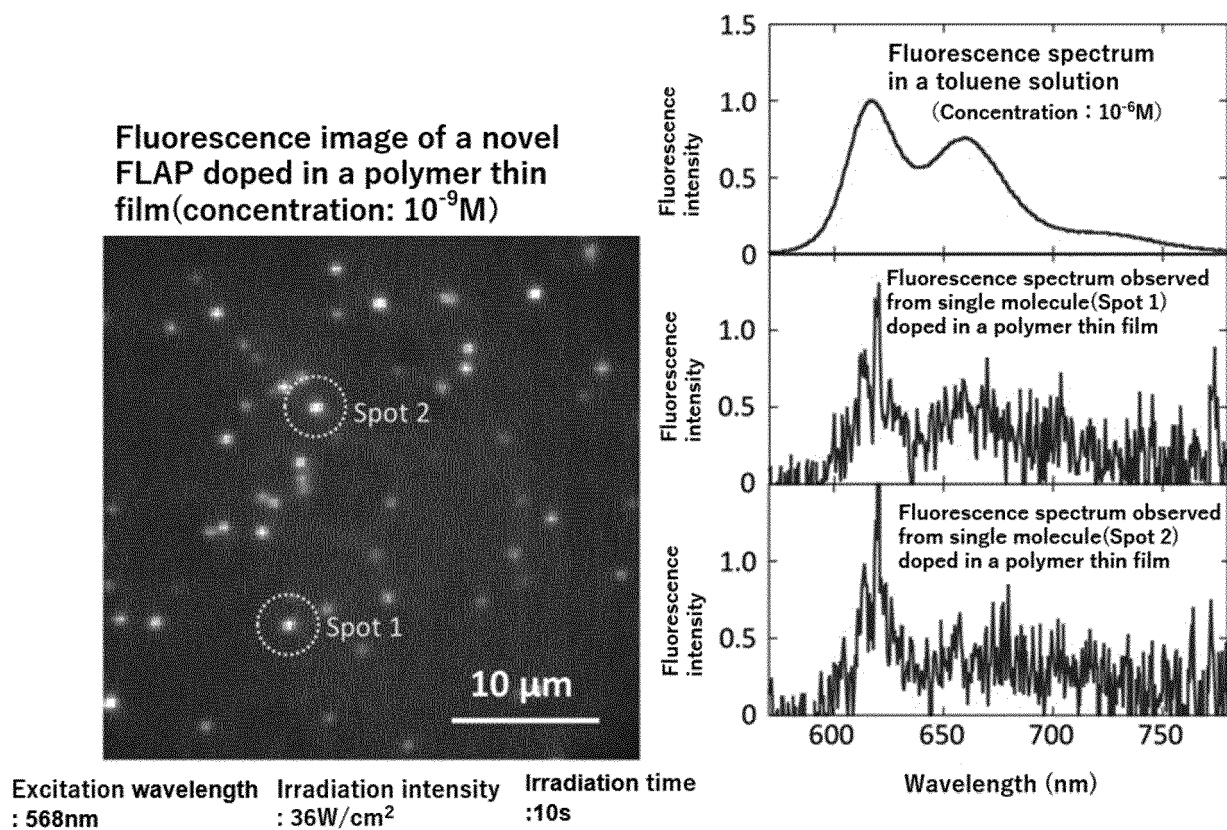 Fluorescence image of a novel
FLAP doped in a polymer thin
film(concentration: 10⁻⁹M)
Spot 2
Spot 1
10 μm
Excitation wavelength
: 568nm
Irradiation intensity
: 36W/cm²
Irradiation time
:10s
1.5
1.0
0.5
0
Fluorescence
intensity
Fluorescence spectrum
in a toluene solution
(Concentration : 10⁻⁶M)
1.0
0.5
0
Fluorescence
intensity
Fluorescence spectrum observed
from single molecule(Spot 1)
doped in a polymer thin film
1.0
0.5
0
Fluorescence
intensity
Fluorescence spectrum observed
from single molecule(Spot 2)
doped in a polymer thin film
600 650 700 750
Wavelength (nm)